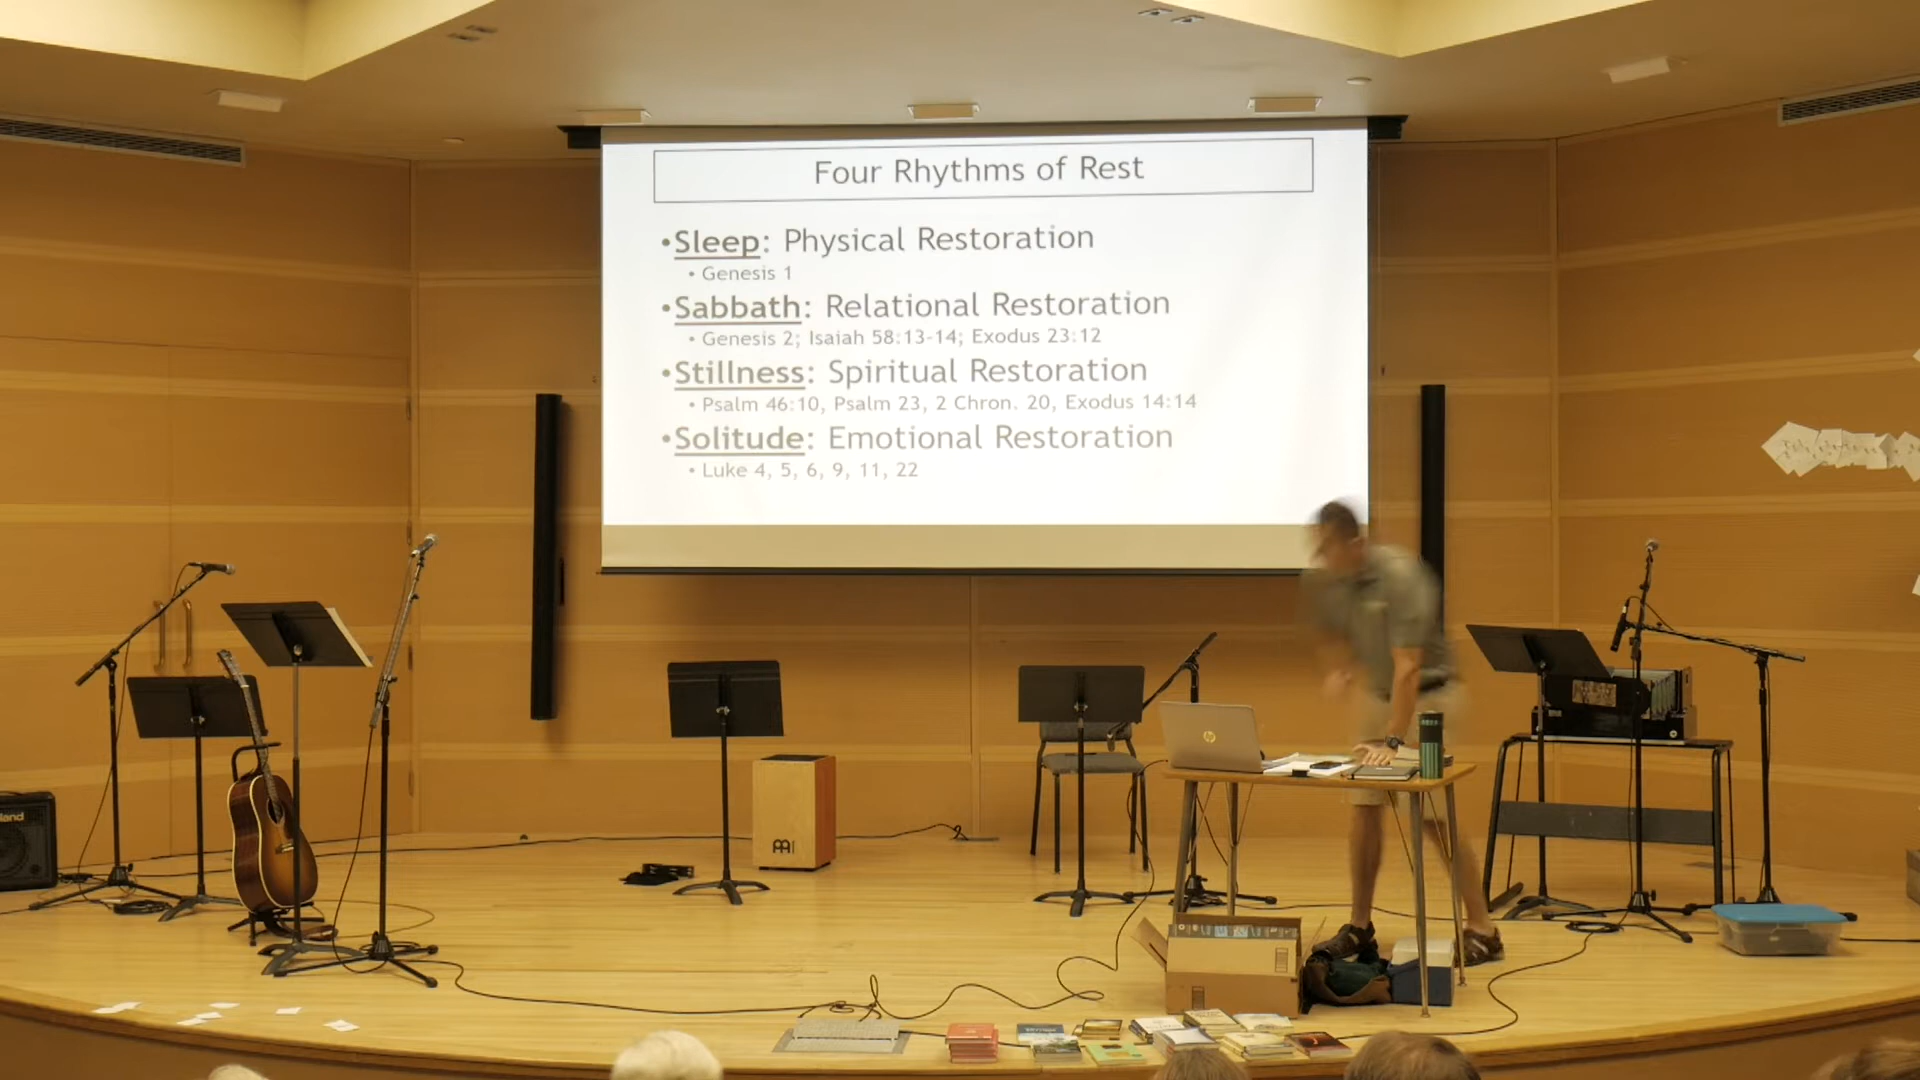 Four Rhythms of Rest
•Sleep: Physical Restoration
• Genesis 1
•Sabbath: Relational Restoration
• Genesis 2; Isaiah 58:13-14; Exodus 23:12
•Stillness: Spiritual Restoration
• Psalm 46:10, Psalm 23, 2 Chron. 20, Exodus 14:14
•Solitude: Emotional Restoration
• Luke 4, 5, 6, 9, 11, 22
hp
land